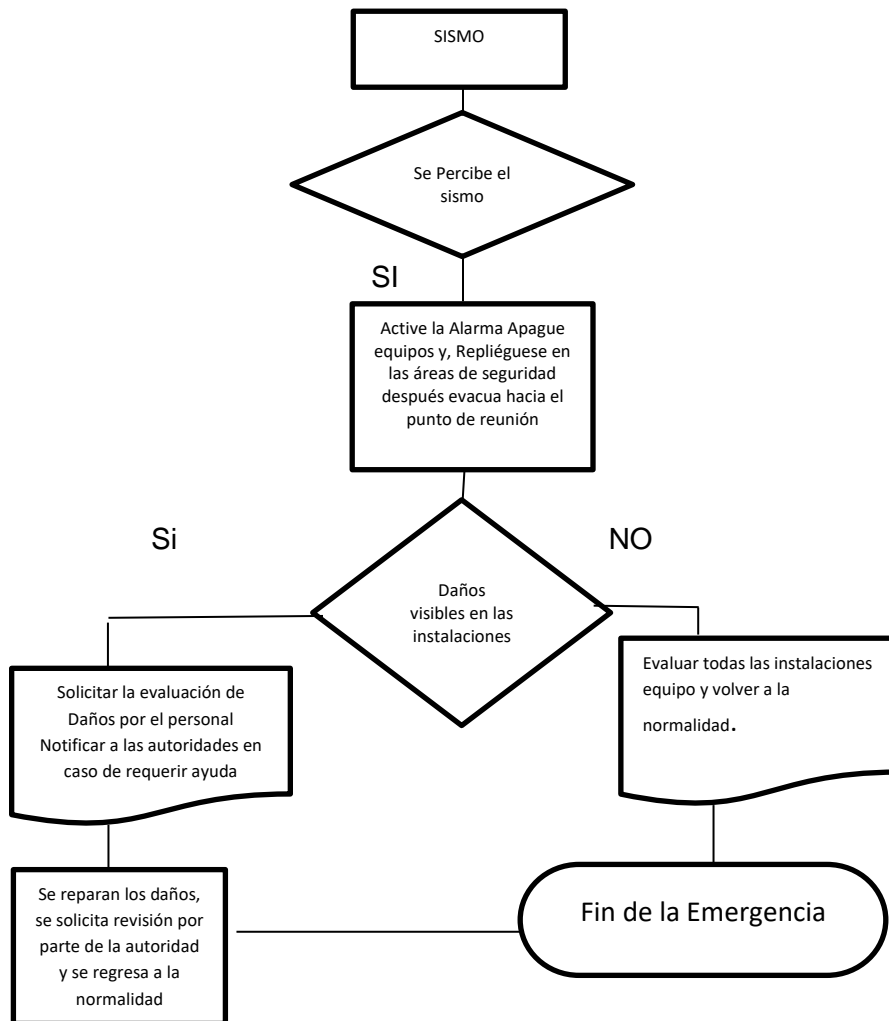 SISMO
Se Percibe el
sismo
SI
Active la Alarma Apague
equipos y, Repliéguese en
las áreas de seguridad
después evacua hacia el
punto de reunión
Si
NO
Daños
visibles en las
instalaciones
Solicitar la evaluación de
Daños por el personal
Notificar a las autoridades en
caso de requerir ayuda
Evaluar todas las instalaciones
equipo y volver a la
normalidad.
Se reparan los daños,
se solicita revisión por
parte de la autoridad
y se regresa a la
normalidad
Fin de la Emergencia